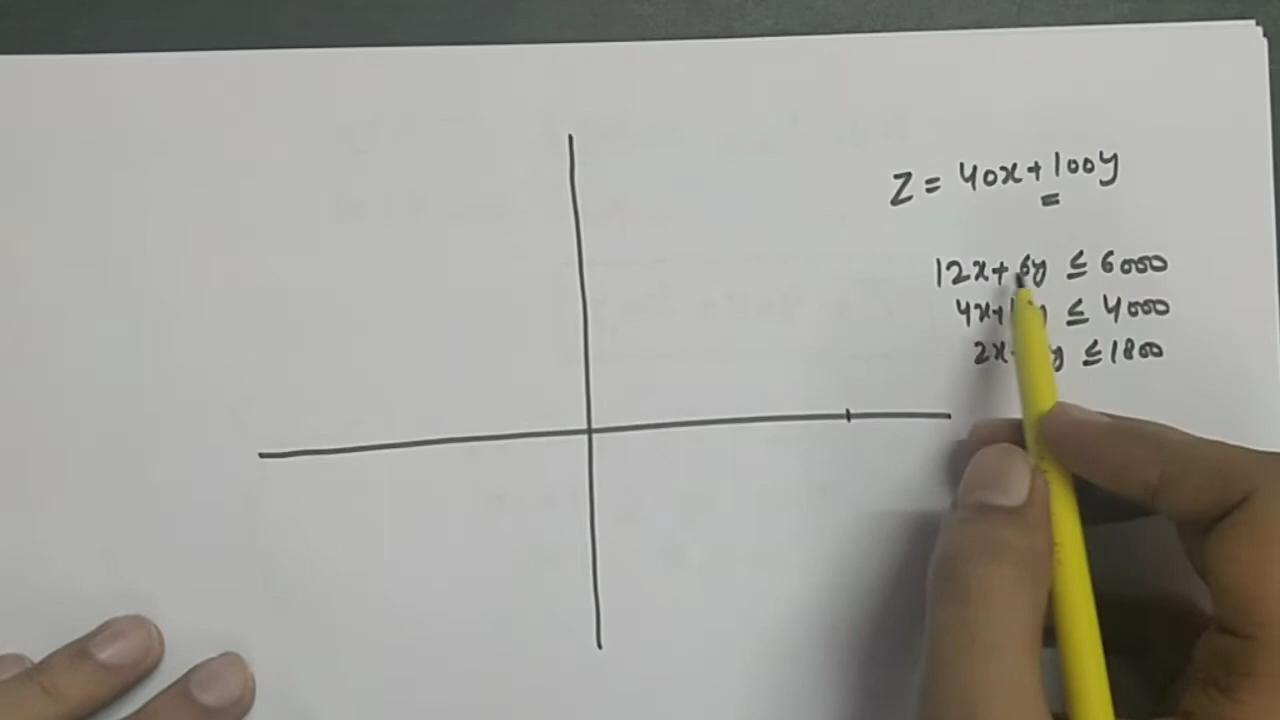 Z = 40x+100y
12x+6y ≤ 6000
4x+ y ≤ 4000
2x y ≤ 1800